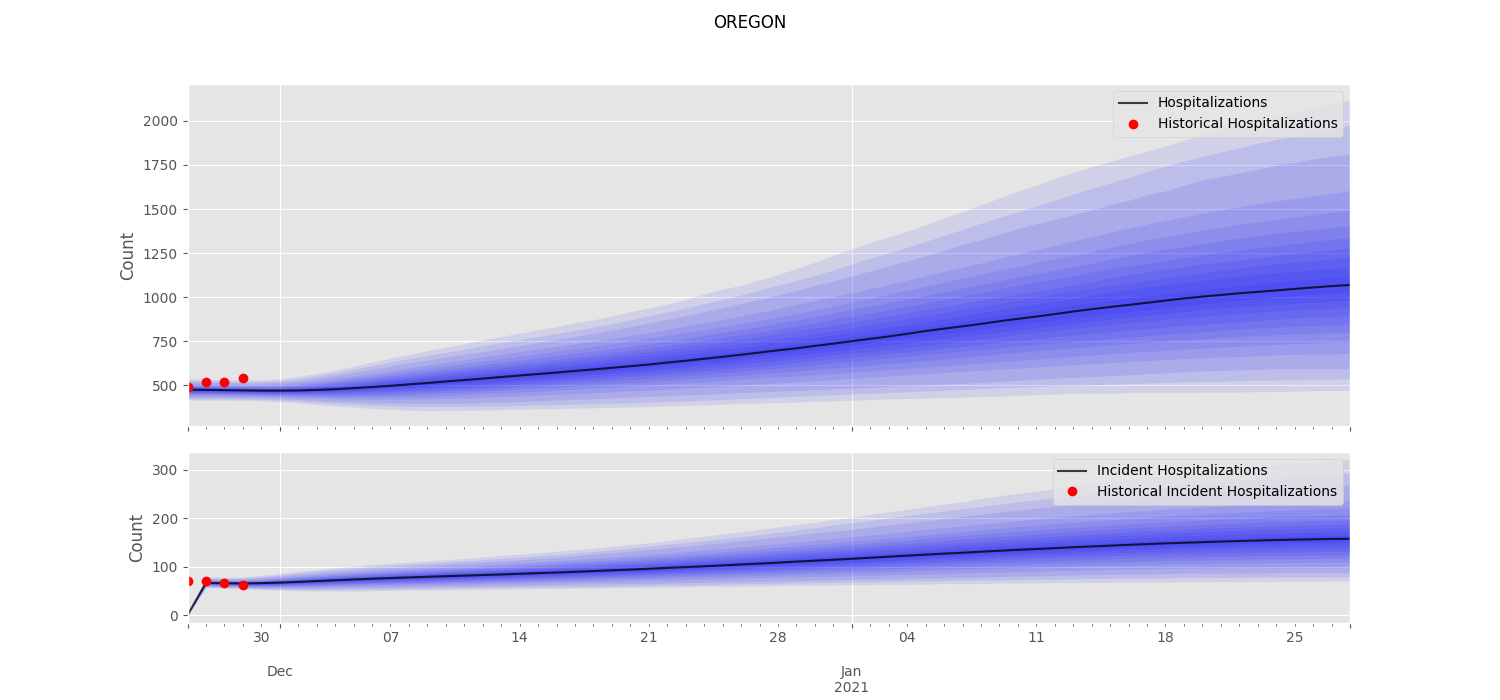 OREGON
Hospitalizations
Historical Hospitalizations
2000
1750
1500
1250
1000
750
500
Count
Incident Hospitalizations
Historical Incident Hospitalizations
300
200
100
0
Count
30 07 14 21 28 04 11 18 25
Dec Jan
2021